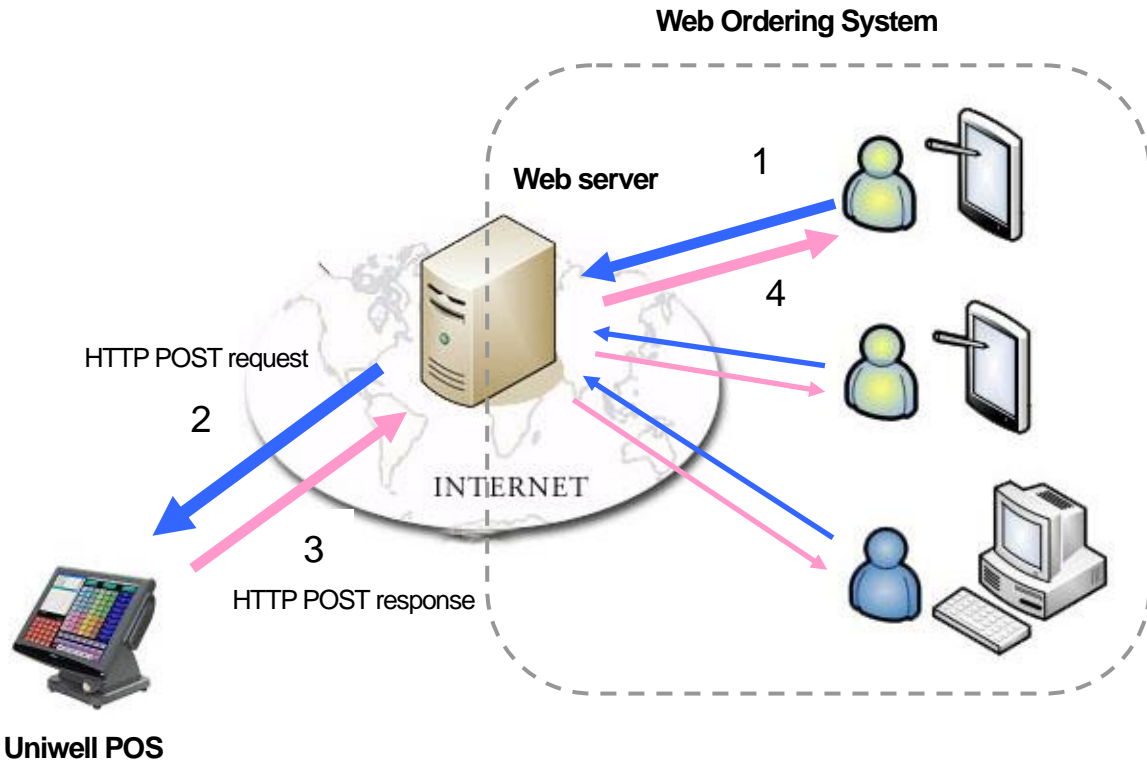 Web Ordering System
Web server
1
4
HTTP POST request
2
INTERNET
3
HTTP POST response
Uniwell POS